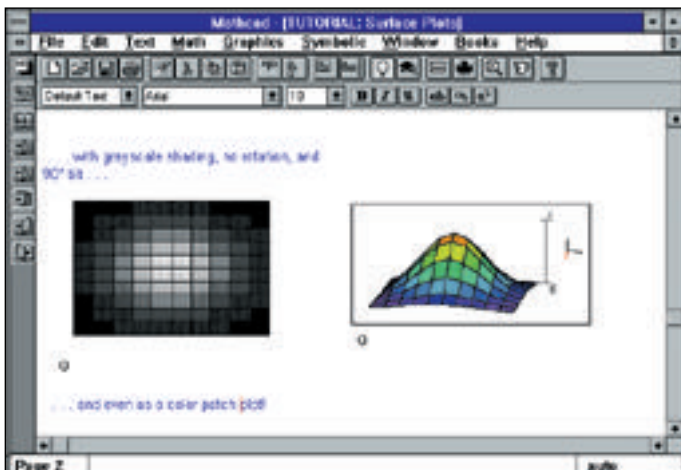 Mathcad - [TUTORIAL: Surface Plots]
File Edit Text Math Graphics Symbolic Window Books Help
Default Text Arial 10 B I
. . . with greyscale shading, no rotation, and
90° tilt . . .
G
G
. . . and even as a color patch plot!
Page 2 auto